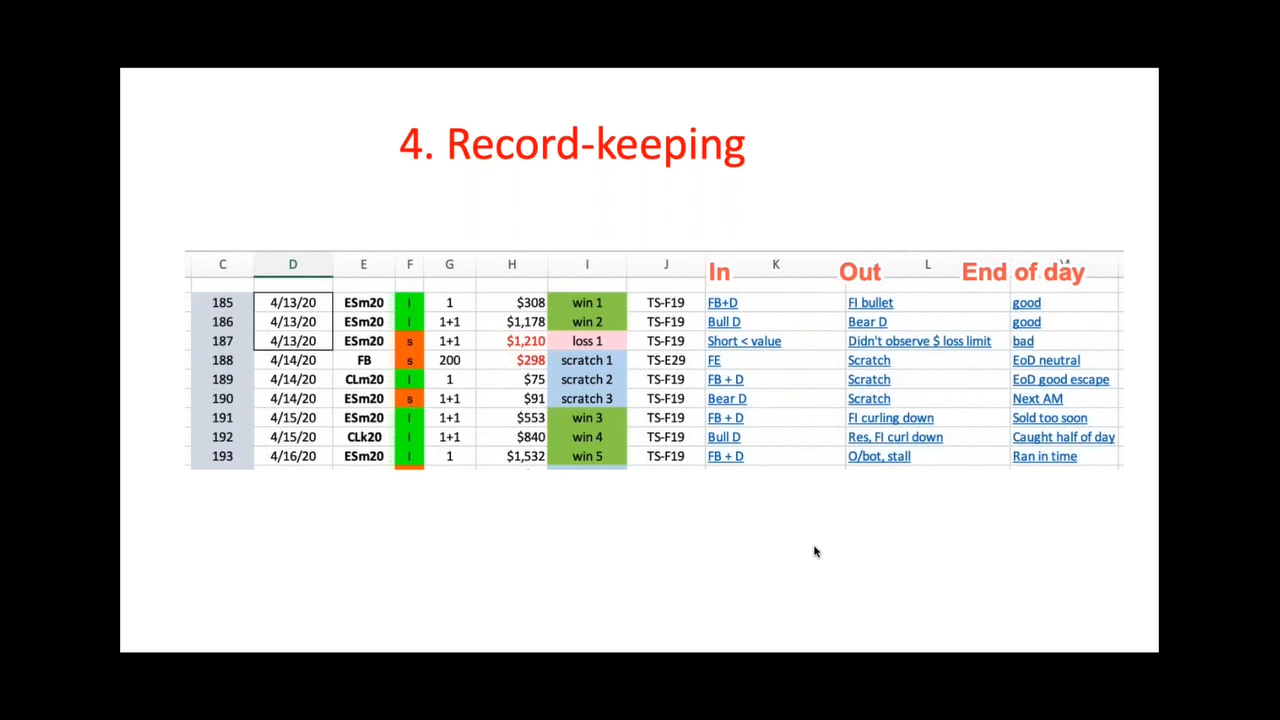 4. Record-keeping
C D E F G H I J In K Out L End of day
185 4/13/20 ESm20 l 1 $308 win 1 TS-F19 FB+D FI bullet good
186 4/13/20 ESm20 l 1+1 $1,178 win 2 TS-F19 Bull D Bear D good
187 4/13/20 ESm20 s 1+1 $1,210 loss 1 TS-F19 Short < value Didn't observe $ loss limit bad
188 4/14/20 FB s 200 $298 scratch 1 TS-E29 FE Scratch EoD neutral
189 4/14/20 CLm20 l 1 $75 scratch 2 TS-F19 FB + D Scratch EoD good escape
190 4/14/20 ESm20 s 1+1 $91 scratch 3 TS-F19 Bear D Scratch Next AM
191 4/15/20 ESm20 l 1+1 $553 win 3 TS-F19 FB + D FI curling down Sold too soon
192 4/15/20 CLk20 l 1+1 $840 win 4 TS-F19 Bull D Res, FI curl down Caught half of day
193 4/16/20 ESm20 l 1 $1,532 win 5 TS-F19 FB + D O/bot, stall Ran in time